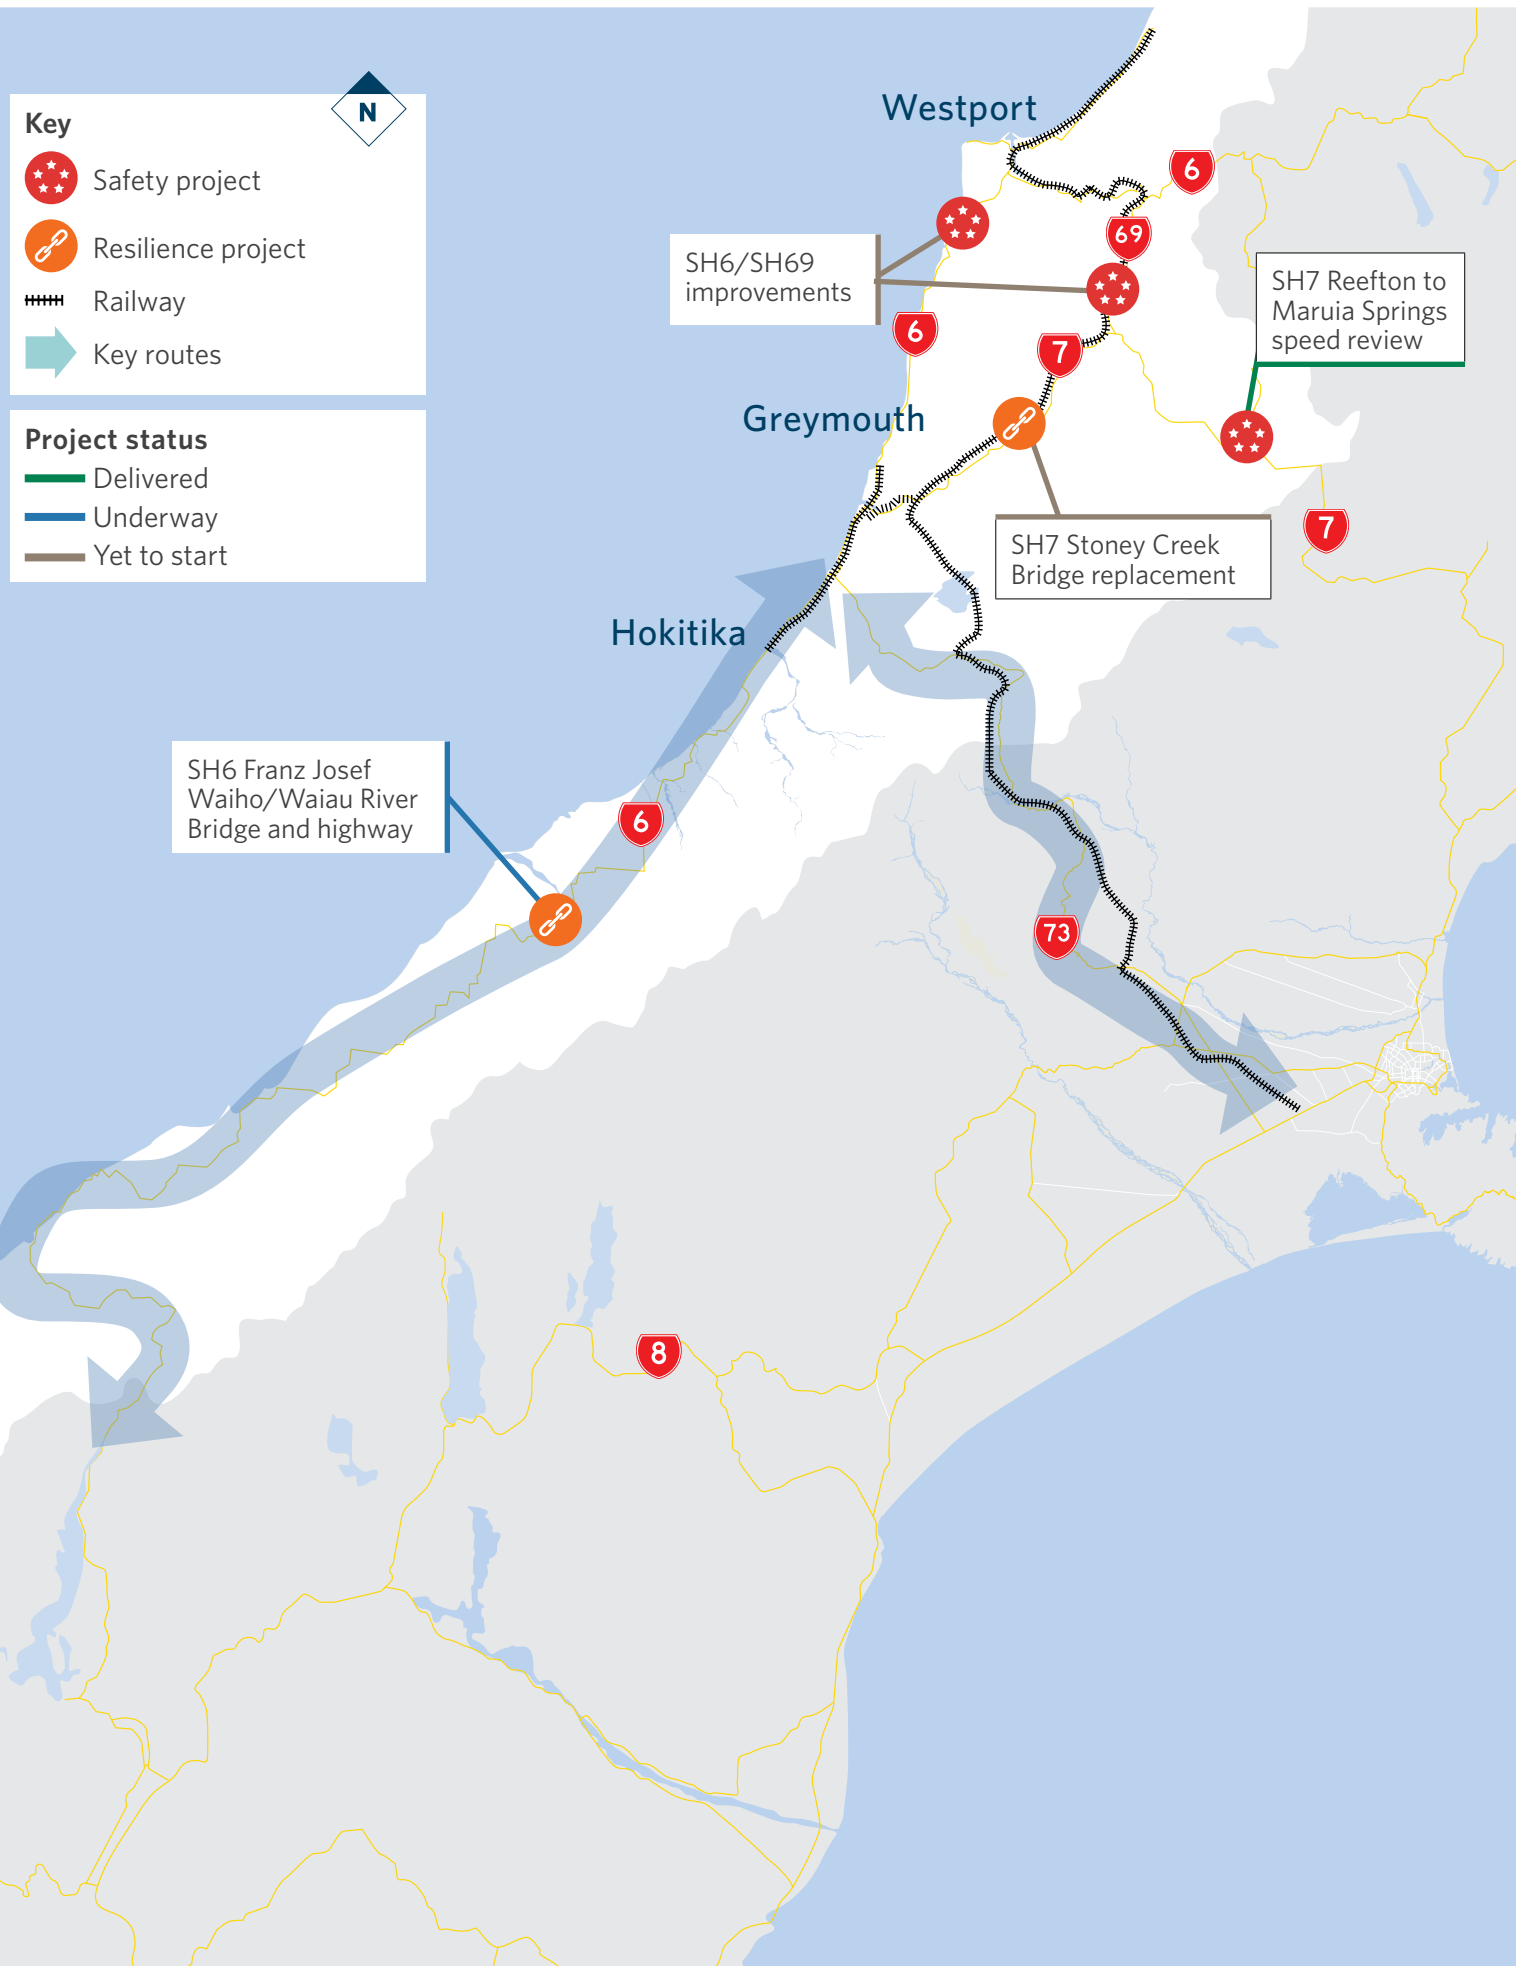 N
Key
Safety project
Resilience project
Railway
Key routes
Project status
Delivered
Underway
Yet to start
Westport
6
69
SH6/SH69
improvements
SH7 Reefton to
Maruia Springs
speed review
6
7
Greymouth
7
SH7 Stoney Creek
Bridge replacement
Hokitika
SH6 Franz Josef
Waiho/Waiau River
Bridge and highway
6
73
8